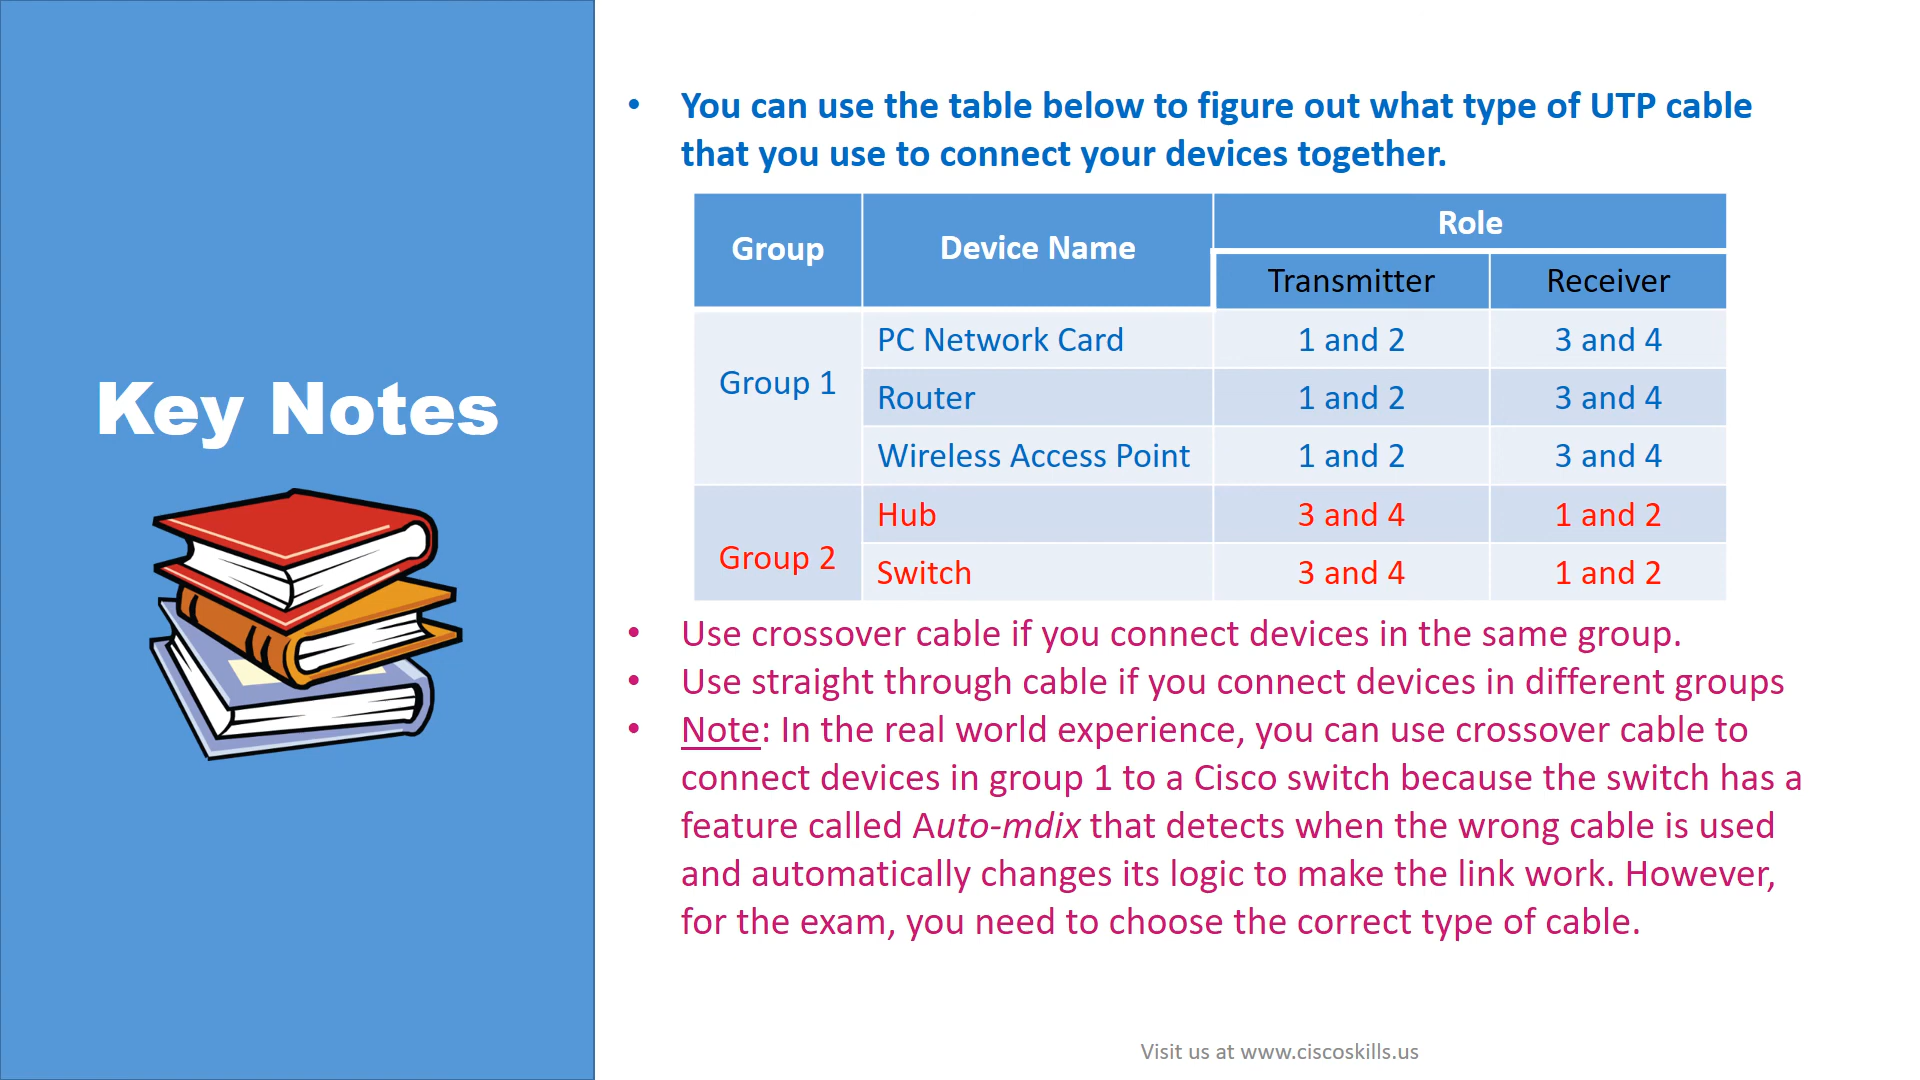 Key Notes
• You can use the table below to figure out what type of UTP cable
that you use to connect your devices together.
Group Device Name Role
Transmitter Receiver
Group 1 PC Network Card 1 and 2 3 and 4
Router 1 and 2 3 and 4
Wireless Access Point 1 and 2 3 and 4
Group 2 Hub 3 and 4 1 and 2
Switch 3 and 4 1 and 2
• Use crossover cable if you connect devices in the same group.
• Use straight through cable if you connect devices in different groups
• Note: In the real world experience, you can use crossover cable to
connect devices in group 1 to a Cisco switch because the switch has a
feature called Auto-mdix that detects when the wrong cable is used
and automatically changes its logic to make the link work. However,
for the exam, you need to choose the correct type of cable.
Visit us at www.ciscoskills.us